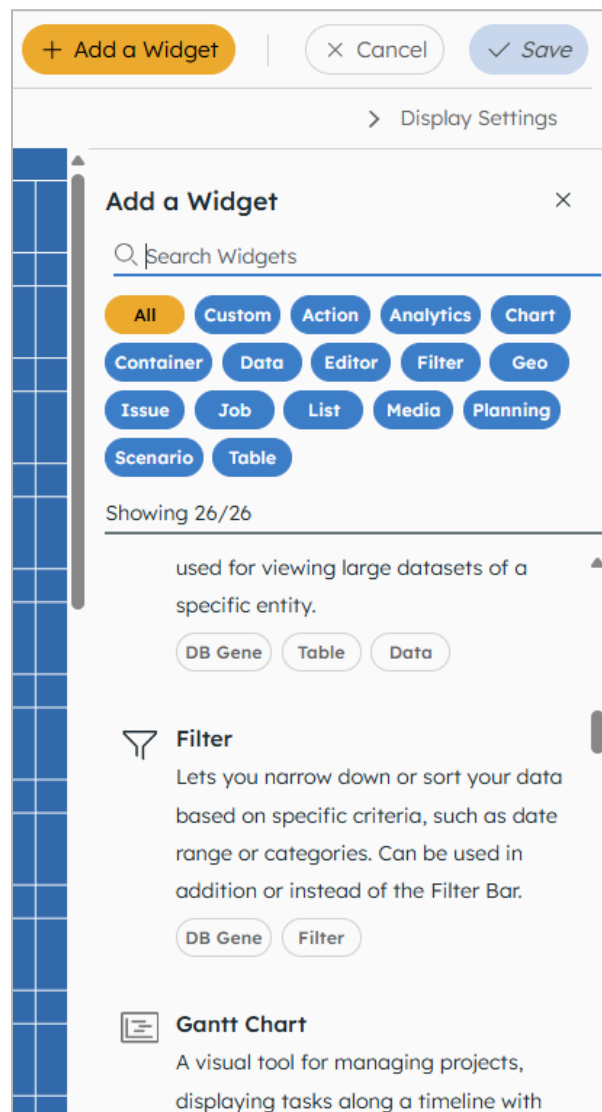 + Add a Widget
× Cancel
✓ Save
> Display Settings
Add a Widget
Search Widgets
All Custom Action Analytics Chart
Container Data Editor Filter Geo
Issue Job List Media Planning
Scenario Table
Showing 26/26
used for viewing large datasets of a
specific entity.
DB Gene Table Data
Filter
Lets you narrow down or sort your data
based on specific criteria, such as date
range or categories. Can be used in
addition or instead of the Filter Bar.
DB Gene Filter
Gantt Chart
A visual tool for managing projects,
displaying tasks along a timeline with